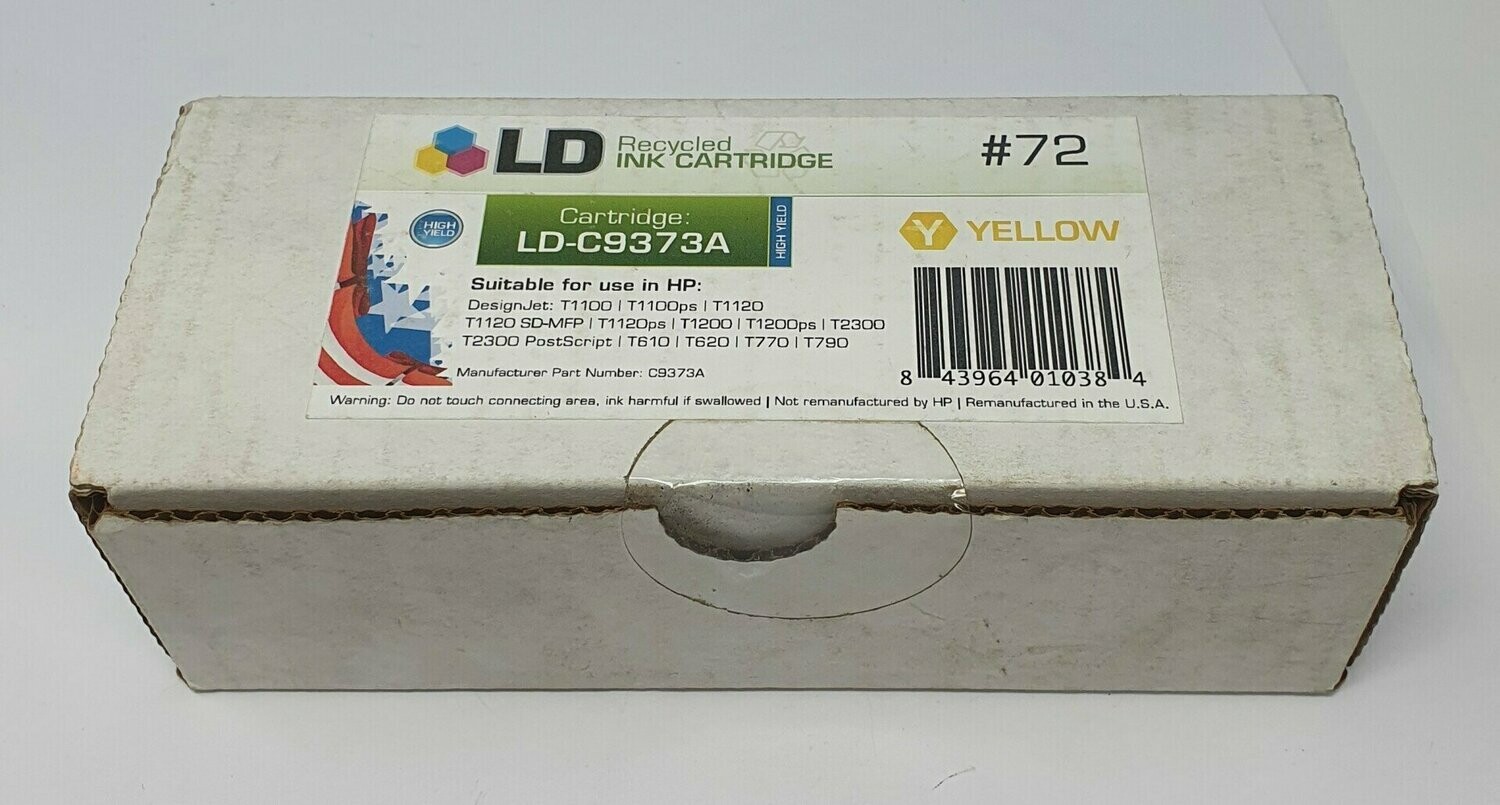 LD Recycled
INK CARTRIDGE
#72
HIGH
YIELD
Cartridge:
LD-C9373A
HIGH YIELD
Y YELLOW
Suitable for use in HP:
DesignJet: T1100 | T1100ps | T1120
T1120 SD-MFP | T1120ps | T1200 | T1200ps | T2300
T2300 PostScript | T610 | T620 | T770 | T790
Manufacturer Part Number: C9373A
8 43964 01038 4
Warning: Do not touch connecting area, ink harmful if swallowed | Not remanufactured by HP | Remanufactured in the U.S.A.